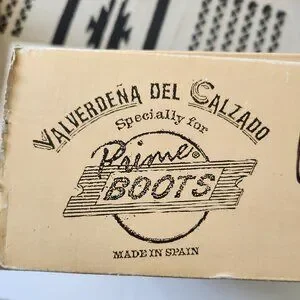 VALVERDEÑA DEL CALZADO
Specially for
Prime
BOOTS
MADE IN SPAIN